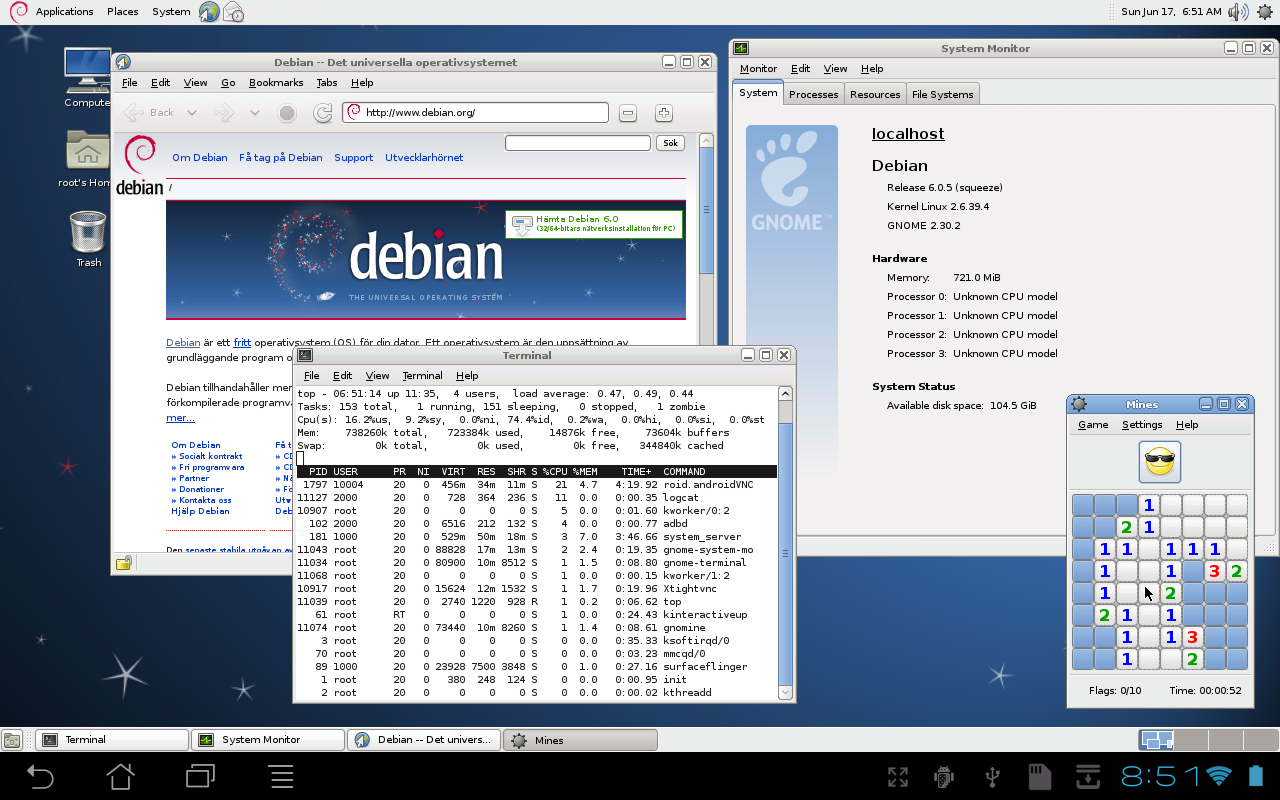 Applications Places System
Sun Jun 17, 6:51 AM
Compute
root's Hom
Trash
Debian -- Det universella operativsystemet
File Edit View Go Bookmarks Tabs Help
Back
http://www.debian.org/
debian
Sök
Om Debian Få tag på Debian Support Utvecklarhörnet
/
Hämta Debian 6.0
(32/64-bitars nätverksinstallation för PC)
debian
THE UNIVERSAL OPERATING SYSTEM
Debian är ett fritt operativsystem (OS) för din dator. Ett operativsystem är den uppsättning av
grundläggande program o
Debian tillhandahåller mer
förkompilerade programva
mer...
Om Debian
» Socialt kontrakt
» Fri programvara
» Partner
» Donationer
» Kontakta oss
Hjälp Debian
Få t
» CD
» CD
» Nä
» Fö
Utw
Debi
Den senaste stabila utgåvan av
System Monitor
Monitor Edit View Help
System Processes Resources File Systems
GNOME™
localhost
Debian
Release 6.0.5 (squeeze)
Kernel Linux 2.6.39.4
GNOME 2.30.2
Hardware
Memory: 721.0 MiB
Processor 0: Unknown CPU model
Processor 1: Unknown CPU model
Processor 2: Unknown CPU model
Processor 3: Unknown CPU model
System Status
Available disk space: 104.5 GiB
Terminal
File Edit View Terminal Help
top - 06:51:14 up 11:35, 4 users, load average: 0.47, 0.49, 0.44
Tasks: 153 total, 1 running, 151 sleeping, 0 stopped, 1 zombie
Cpu(s): 16.2%us, 9.2%sy, 0.0%ni, 74.4%id, 0.2%wa, 0.0%hi, 0.0%si, 0.0%st
Mem: 738260k total, 723384k used, 14876k free, 73604k buffers
Swap: 0k total, 0k used, 0k free, 344840k cached
PID USER PR NI VIRT RES SHR S %CPU %MEM TIME+ COMMAND
1797 10004 20 0 456m 34m 11m S 21 4.7 4:19.92 roid.androidVNC
11127 2000 20 0 728 364 236 S 11 0.0 0:00.35 logcat
10907 root 20 0 0 0 0 S 5 0.0 0:01.60 kworker/0:2
102 2000 20 0 6516 212 132 S 4 0.0 0:00.77 adbd
181 1000 20 0 529m 50m 18m S 3 7.0 3:46.66 system_server
11043 root 20 0 88828 17m 13m S 2 2.4 0:19.35 gnome-system-mo
11034 root 20 0 80900 10m 8512 S 1 1.5 0:08.80 gnome-terminal
11068 root 20 0 0 0 0 S 1 0.0 0:00.15 kworker/1:2
10917 root 20 0 15624 12m 1532 S 1 1.7 0:19.96 Xtightvnc
11039 root 20 0 2740 1220 928 R 1 0.2 0:06.62 top
61 root RT 0 0 0 0 S 1 0.0 0:24.43 kinteractiveup
11074 root 20 0 73440 10m 8260 S 1 1.4 0:08.61 gnomine
3 root 20 0 0 0 0 S 0 0.0 0:35.33 ksoftirqd/0
70 root 20 0 0 0 0 S 0 0.0 0:03.23 mmcqd/0
89 1000 20 0 23928 7500 3848 S 0 1.0 0:27.16 surfaceflinger
1 root 20 0 380 248 124 S 0 0.0 0:00.95 init
2 root 20 0 0 0 0 S 0 0.0 0:00.02 kthreadd
Mines
Game Settings Help
1
2 1
1 1 1 1 1
1 1 3 2
1 2
2 1 1
1 1 3
1 2
Flags: 0/10 Time: 00:00:52
Terminal
System Monitor
Debian -- Det univers...
Mines
8:51